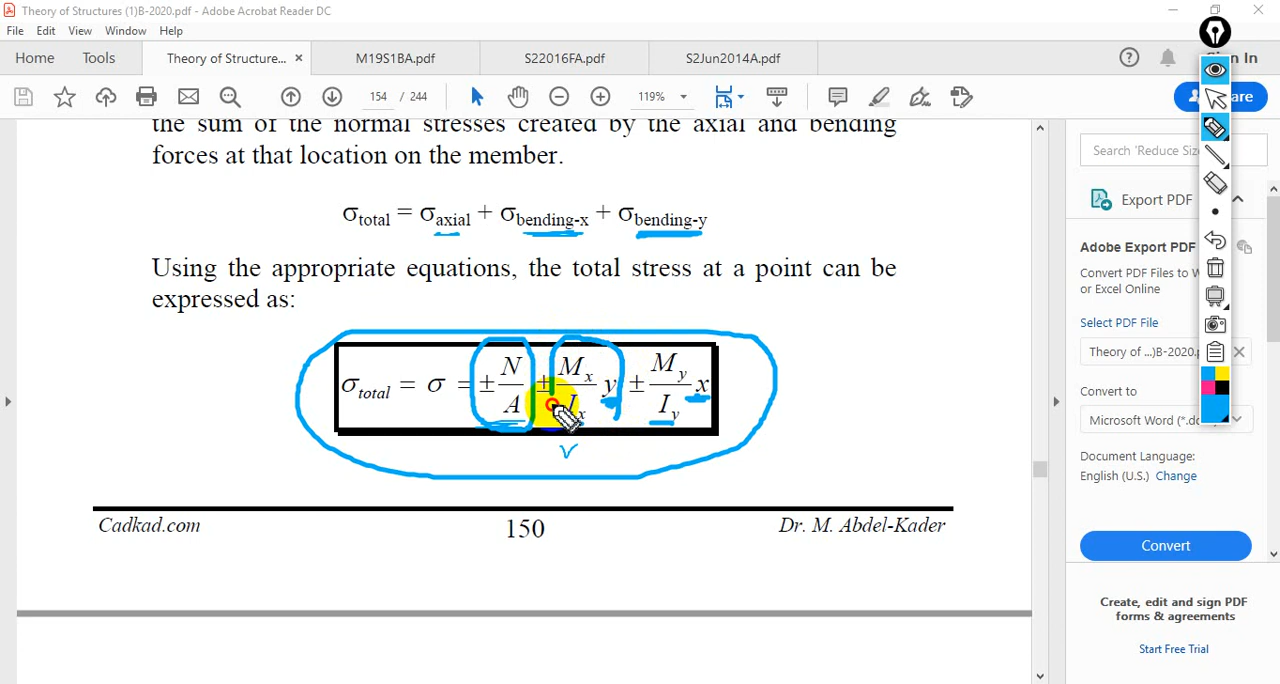 Theory of Structures (1)B-2020.pdf - Adobe Acrobat Reader DC
File Edit View Window Help
Home Tools Theory of Structure... × M19S1BA.pdf S22016FA.pdf S2Jun2014A.pdf
154 / 244 119%
the sum of the normal stresses created by the axial and bending
forces at that location on the member.
σtotal = σaxial + σbending-x + σbending-y
Using the appropriate equations, the total stress at a point can be
expressed as:
σtotal = σ = ± N/A ± Mx/Ix y ± My/Iy x
Cadkad.com 150 Dr. M. Abdel-Kader
Export PDF
Adobe Export PDF
Convert PDF Files to W
or Excel Online
Select PDF File
Theory of ...)B-2020.p
Convert to
Microsoft Word (*.do
Document Language:
English (U.S.) Change
Convert
Create, edit and sign PDF
forms & agreements
Start Free Trial